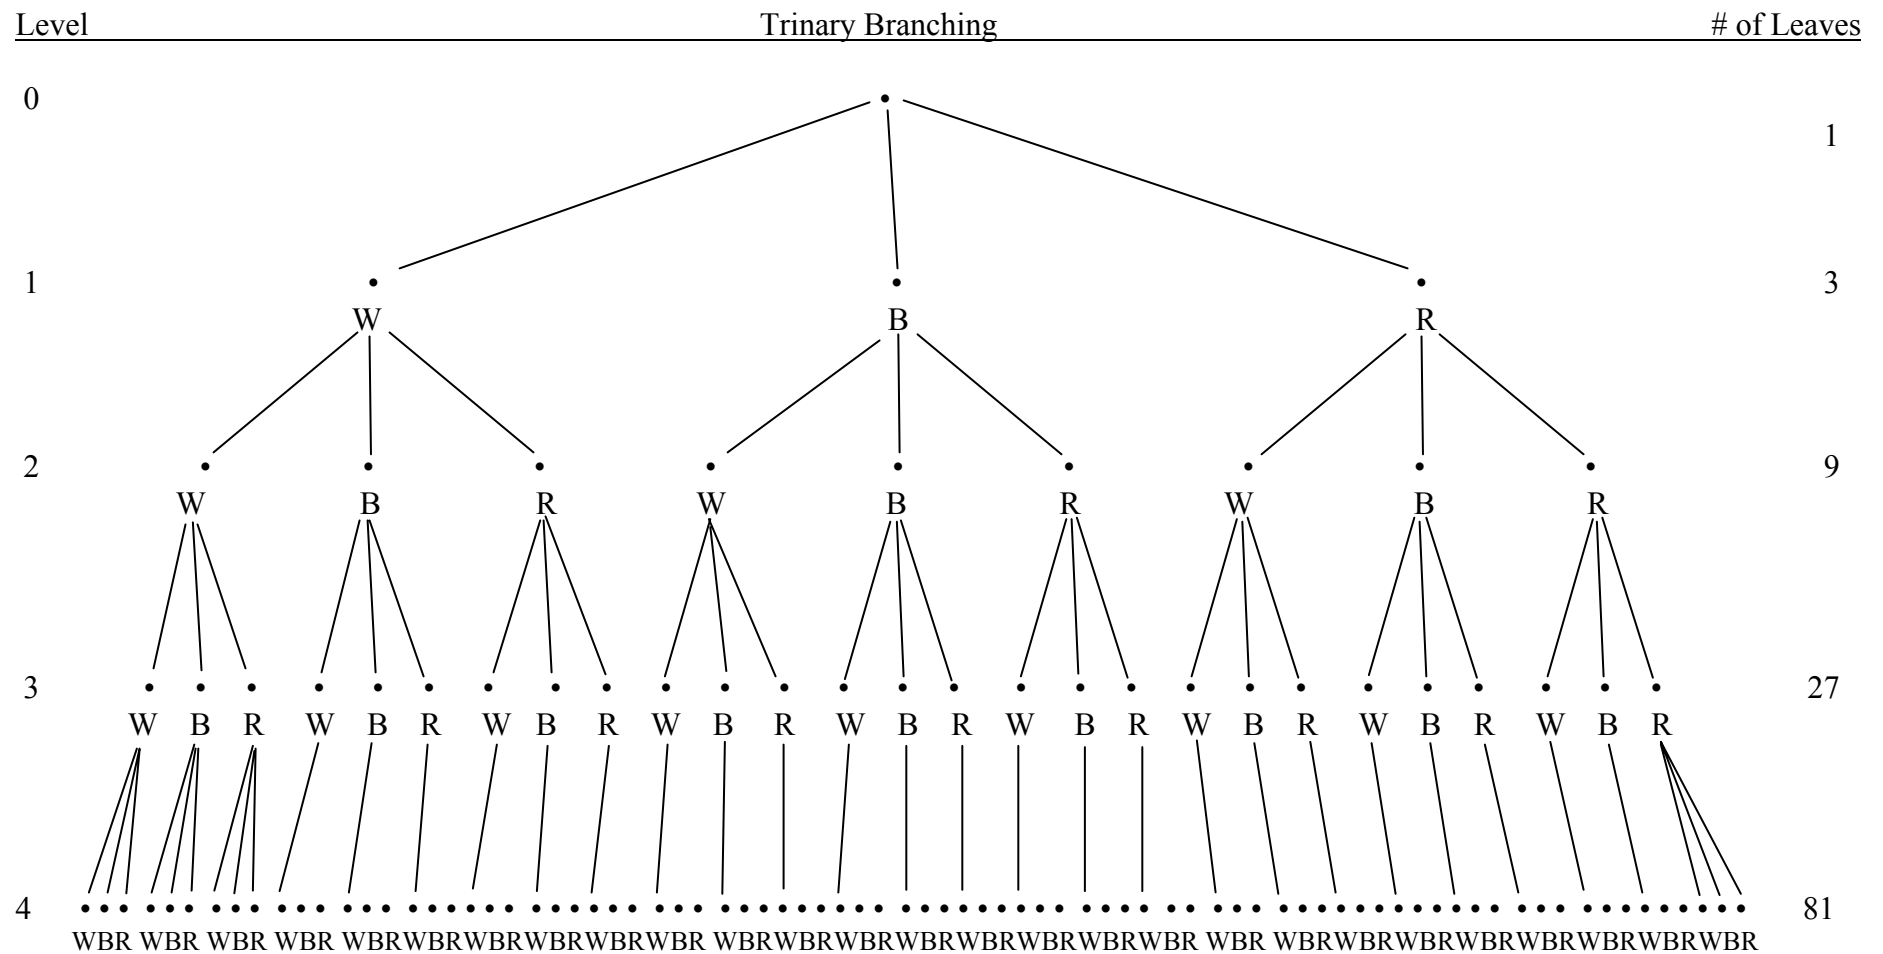 Level Trinary Branching # of Leaves
0
1
1 3
W B R
2 9
W B R W B R W B R
3 27
W B R W B R W B R W B R W B R W B R W B R W B R W B R
4 81
WBR WBR WBR WBR WBRWBRWBRWBRWBRWBR WBRWBRWBRWBRWBRWBRWBRWBR WBR WBRWBRWBRWBRWBRWBRWBRWBR